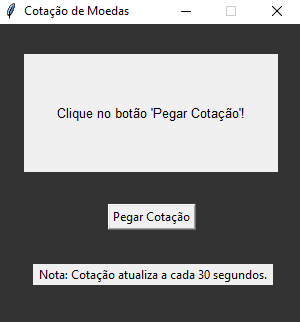 Cotação de Moedas
Clique no botão 'Pegar Cotação'!
Pegar Cotação
Nota: Cotação atualiza a cada 30 segundos.